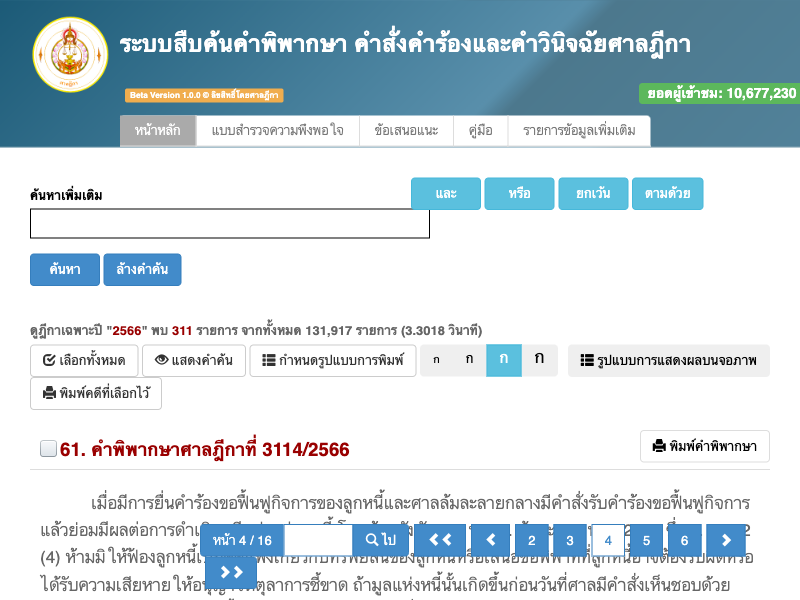 ระบบสืบค้นคำพิพากษา คำสั่งคำร้องและคำวินิจฉัยศาลฎีกา
Beta Version 1.0.0 © ลิขสิทธิ์โดยศาลฎีกา
ยอดผู้เข้าชม: 10,677,230
หน้าหลัก แบบสำรวจความพึงพอใจ ข้อเสนอแนะ คู่มือ รายการข้อมูลเพิ่มเติม
ค้นหาเพิ่มเติม และ หรือ ยกเว้น ตามด้วย
ค้นหา ล้างคำค้น
ดูฎีกาเฉพาะปี "2566" พบ 311 รายการ จากทั้งหมด 131,917 รายการ (3.3018 วินาที)
เลือกทั้งหมด แสดงคำค้น กำหนดรูปแบบการพิมพ์ ก ก ก ก รูปแบบการแสดงผลบนจอภาพ
พิมพ์คดีที่เลือกไว้
61. คำพิพากษาศาลฎีกาที่ 3114/2566 พิมพ์คำพิพากษา
เมื่อมีการยื่นคำร้องขอฟื้นฟูกิจการของลูกหนี้และศาลล้มละลายกลางมีคำสั่งรับคำร้องขอฟื้นฟูกิจการ
แล้วย่อมมีผลต่อการดำเนิน
หน้า 4 / 16 ไป 2 3 4 5 6
(4) ห้ามมิ ให้ฟ้องลูกหนี้
ได้รับความเสียหาย ให้อนุญาโตตุลาการชี้ขาด ถ้ามูลแห่งหนี้นั้นเกิดขึ้นก่อนวันที่ศาลมีคำสั่งเห็นชอบด้วย